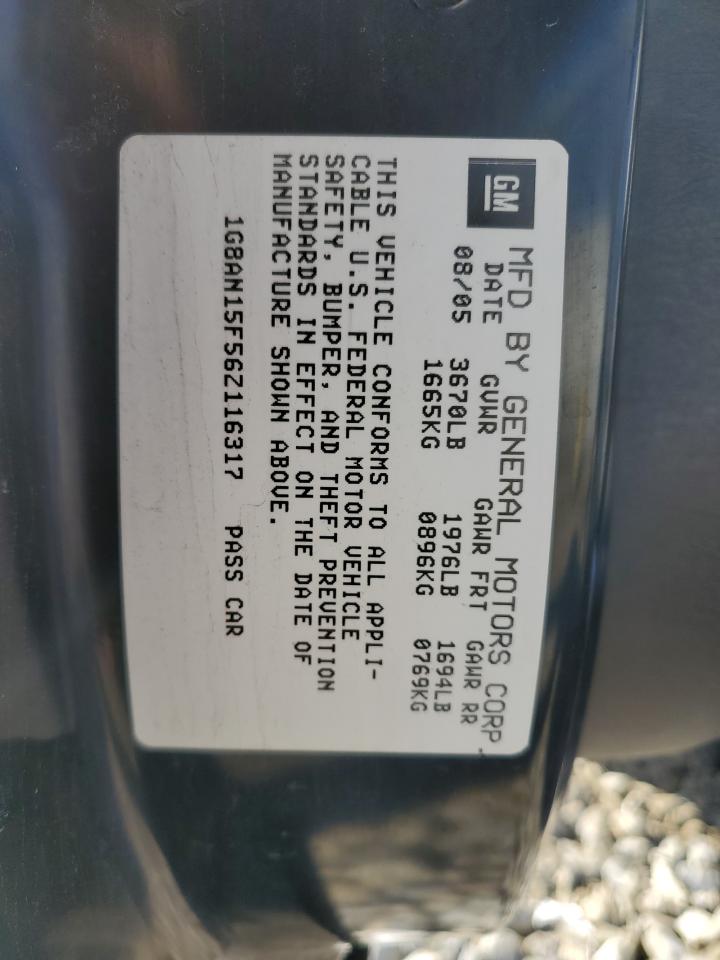 GM MFD BY GENERAL MOTORS CORP.
DATE GVWR GAWR FRT GAWR RR
08/05 3670LB 1976LB 1694LB
1665KG 0896KG 0769KG
THIS VEHICLE CONFORMS TO ALL APPLI-
CABLE U.S. FEDERAL MOTOR VEHICLE
SAFETY, BUMPER, AND THEFT PREVENTION
STANDARDS IN EFFECT ON THE DATE OF
MANUFACTURE SHOWN ABOVE.
1G8AN15F56Z116317 PASS CAR